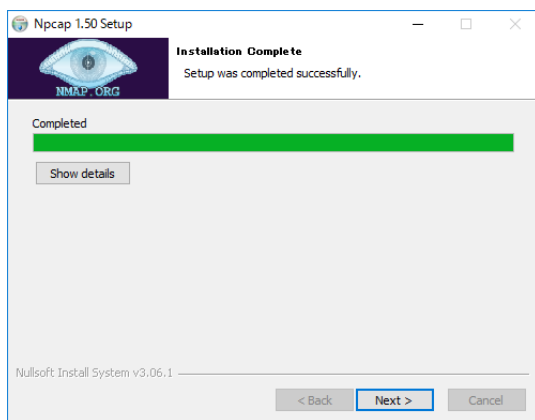 Npcap 1.50 Setup
NMAP.ORG
Installation Complete
Setup was completed successfully.
Completed
Show details
Nullsoft Install System v3.06.1
< Back
Next >
Cancel